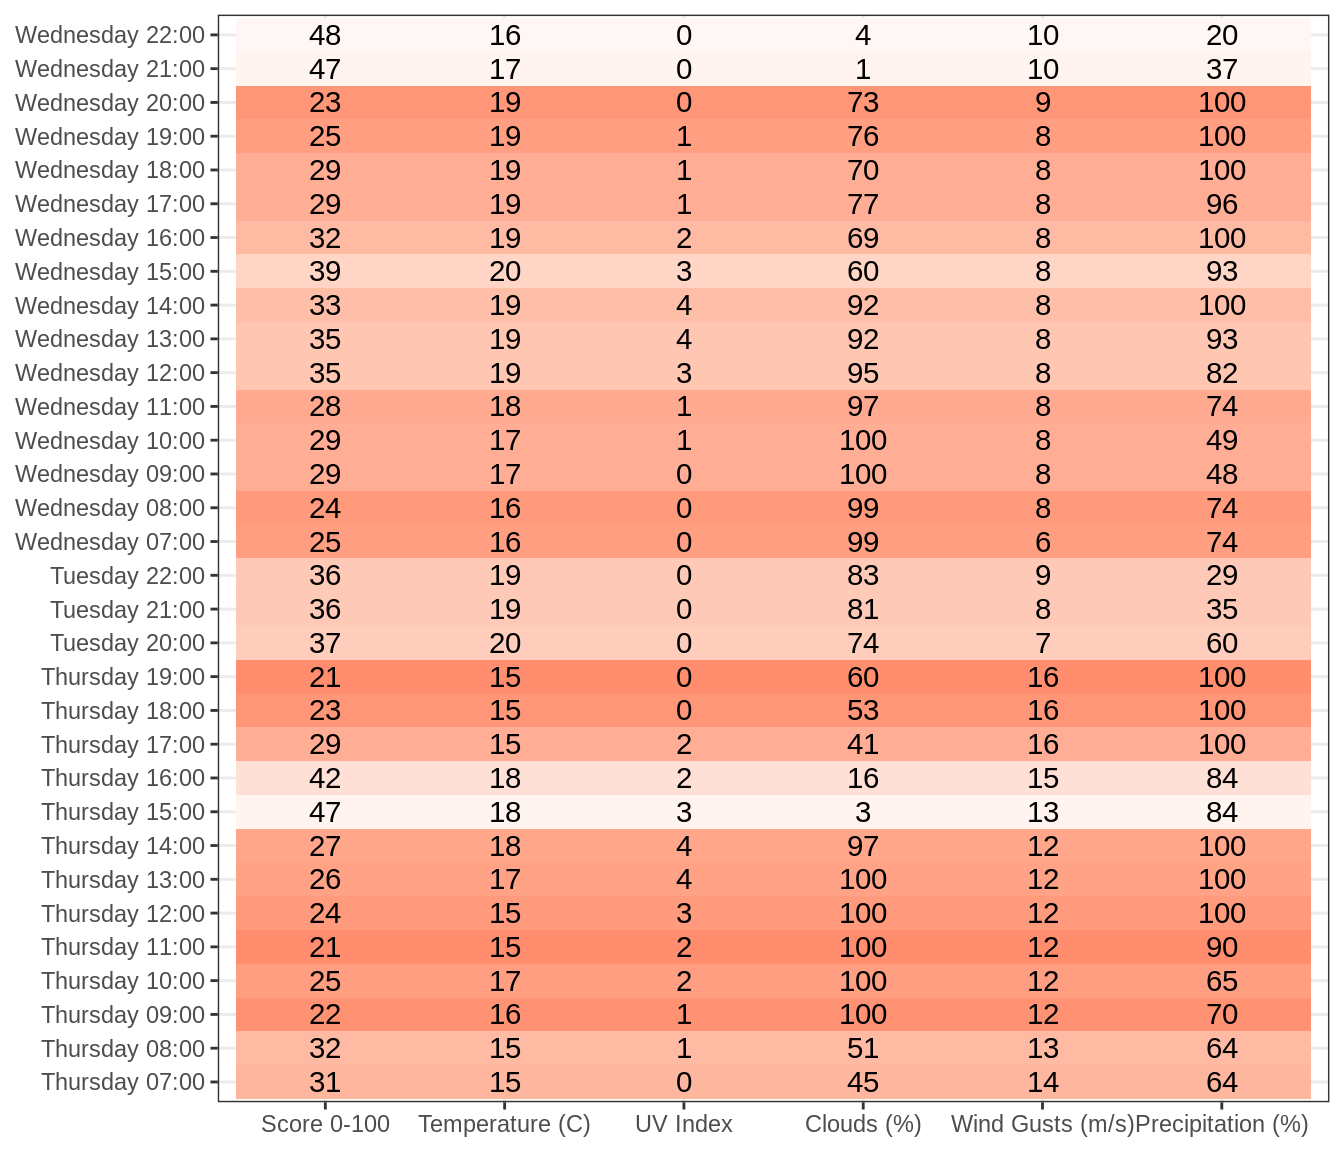 Wednesday 22:00 48 16 0 4 10 20
Wednesday 21:00 47 17 0 1 10 37
Wednesday 20:00 23 19 0 73 9 100
Wednesday 19:00 25 19 1 76 8 100
Wednesday 18:00 29 19 1 70 8 100
Wednesday 17:00 29 19 1 77 8 96
Wednesday 16:00 32 19 2 69 8 100
Wednesday 15:00 39 20 3 60 8 93
Wednesday 14:00 33 19 4 92 8 100
Wednesday 13:00 35 19 4 92 8 93
Wednesday 12:00 35 19 3 95 8 82
Wednesday 11:00 28 18 1 97 8 74
Wednesday 10:00 29 17 1 100 8 49
Wednesday 09:00 29 17 0 100 8 48
Wednesday 08:00 24 16 0 99 8 74
Wednesday 07:00 25 16 0 99 6 74
Tuesday 22:00 36 19 0 83 9 29
Tuesday 21:00 36 19 0 81 8 35
Tuesday 20:00 37 20 0 74 7 60
Thursday 19:00 21 15 0 60 16 100
Thursday 18:00 23 15 0 53 16 100
Thursday 17:00 29 15 2 41 16 100
Thursday 16:00 42 18 2 16 15 84
Thursday 15:00 47 18 3 3 13 84
Thursday 14:00 27 18 4 97 12 100
Thursday 13:00 26 17 4 100 12 100
Thursday 12:00 24 15 3 100 12 100
Thursday 11:00 21 15 2 100 12 90
Thursday 10:00 25 17 2 100 12 65
Thursday 09:00 22 16 1 100 12 70
Thursday 08:00 32 15 1 51 13 64
Thursday 07:00 31 15 0 45 14 64
Score 0-100 Temperature (C) UV Index Clouds (%) Wind Gusts (m/s) Precipitation (%)